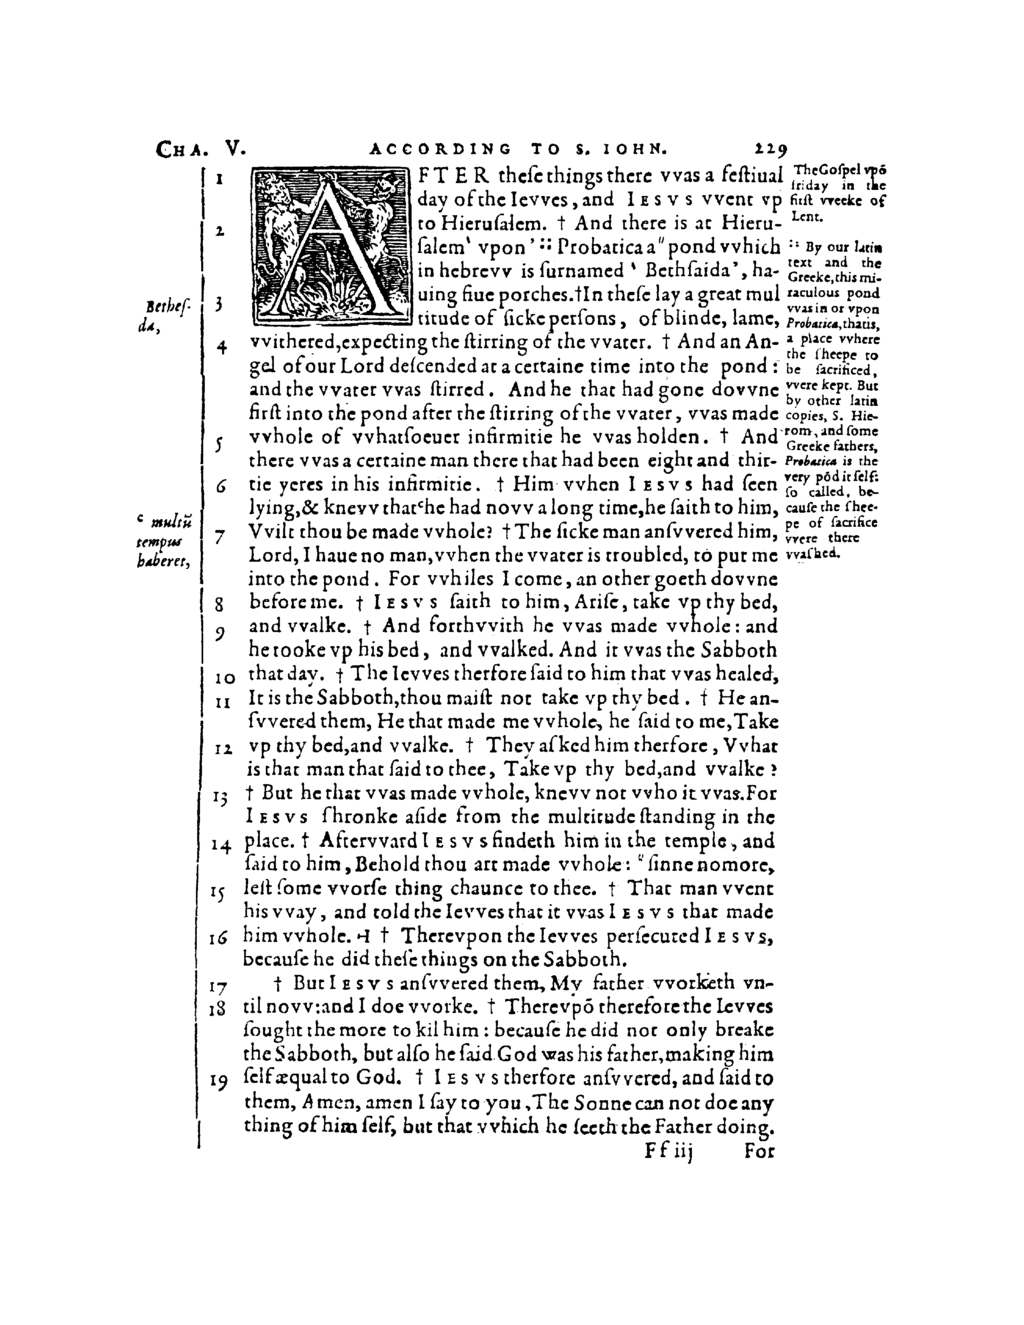 CHA. V. ACCORDING TO S. IOHN. 229
1 AFTER theſe things there vvas a feſtiual
day of the Ievves, and IESVS vvent vp
2 to Hieruſalem. † And there is at Hieru-
ſalem‛ vpon’ ∷ Probatica a" pond vvhich
in hebrevv is ſurnamed ‛ Bethſaida’, ha-
3 uing fiue porches. † In theſe lay a great mul
titude of ſicke perſons, of blinde, lame,
4 vvithered, expecting the ſtirring of the vvater. † And an An-
gel of our Lord deſcended at a certaine time into the pond:
and the vvater vvas ſtirred. And he that had gone dovvne
firſt into the pond after the ſtirring of the vvater, vvas made
5 vvhole of vvhatſoeuer infirmitie he vvas holden. † And
there vvas a certaine man there that had been eight and thir-
6 tie yeres in his infirmitie. † Him vvhen IESVS had ſeen
lying, & knevv that ᶜhe had novv a long time, he ſaith to him,
7 Vvilt thou be made vvhole? † The ſicke man anſvvered him,
Lord, I haue no man, vvhen the vvater is troubled, to put me
into the pond. For vvhiles I come, an other goeth dovvne
8 before me. † IESVS ſaith to him, Ariſe, take vp thy bed,
9 and vvalke. † And forthvvith he vvas made vvhole: and
he tooke vp his bed, and vvalked. And it vvas the Sabboth
10 that day. † The Ievves therfore ſaid to him that vvas healed,
11 It is the Sabboth, thou maiſt not take vp thy bed. † He an-
ſvvered them, He that made me vvhole, he ſaid to me, Take
12 vp thy bed, and vvalke. † They aſked him therfore, Vvhat
is that man that ſaid to thee, Take vp thy bed, and vvalke?
13 † But he that vvas made vvhole, knevv not vvho it vvas. For
IESVS ſhronke aſide from the multitude ſtanding in the
14 place. † Aftervvard IESVS findeth him in the temple, and
ſaid to him, Behold thou art made vvhole: "ſinne no more,
15 leſt ſome vvorſe thing chaunce to thee. † That man vvent
his vvay, and told the Ievves that it vvas IESVS that made
16 him vvhole. ⊣ † Therevpon the Ievves perſecuted IESVS,
becauſe he did theſe things on the Sabboth.
17 † But IESVS anſvvered them, My father vvorketh vn-
18 til novv: and I doe vvorke. † Therevpō therefore the Ievves
ſought the more to kil him: becauſe he did not only breake
the Sabboth, but alſo he ſaid God was his father, making him
19 ſelf æqual to God. † IESVS therfore anſvvered, and ſaid to
them, Amen, amen I ſay to you, The Sonne can not doe any
thing of him ſelf, but that vvhich he ſeeth the Father doing.
Ff iij For
Betheſ-
da,
ᶜ multū
tempus
haberet,
The Goſpel vpō
friday in the
firſt vveeke of
Lent.
∷ By our latin
text and the
Greeke, this mi-
raculous pond
vvas in or vpon
Probatica, that is,
a place vvhere
the ſheepe to
be ſacrificed,
vvere kept. But
by other latin
copies, S. Hie-
rom, and ſome
Greeke fathers,
Probatica is the
very pōd it ſelf:
ſo called, be-
cauſe the ſhee-
pe of ſacrifice
vvere there
vvaſhed.